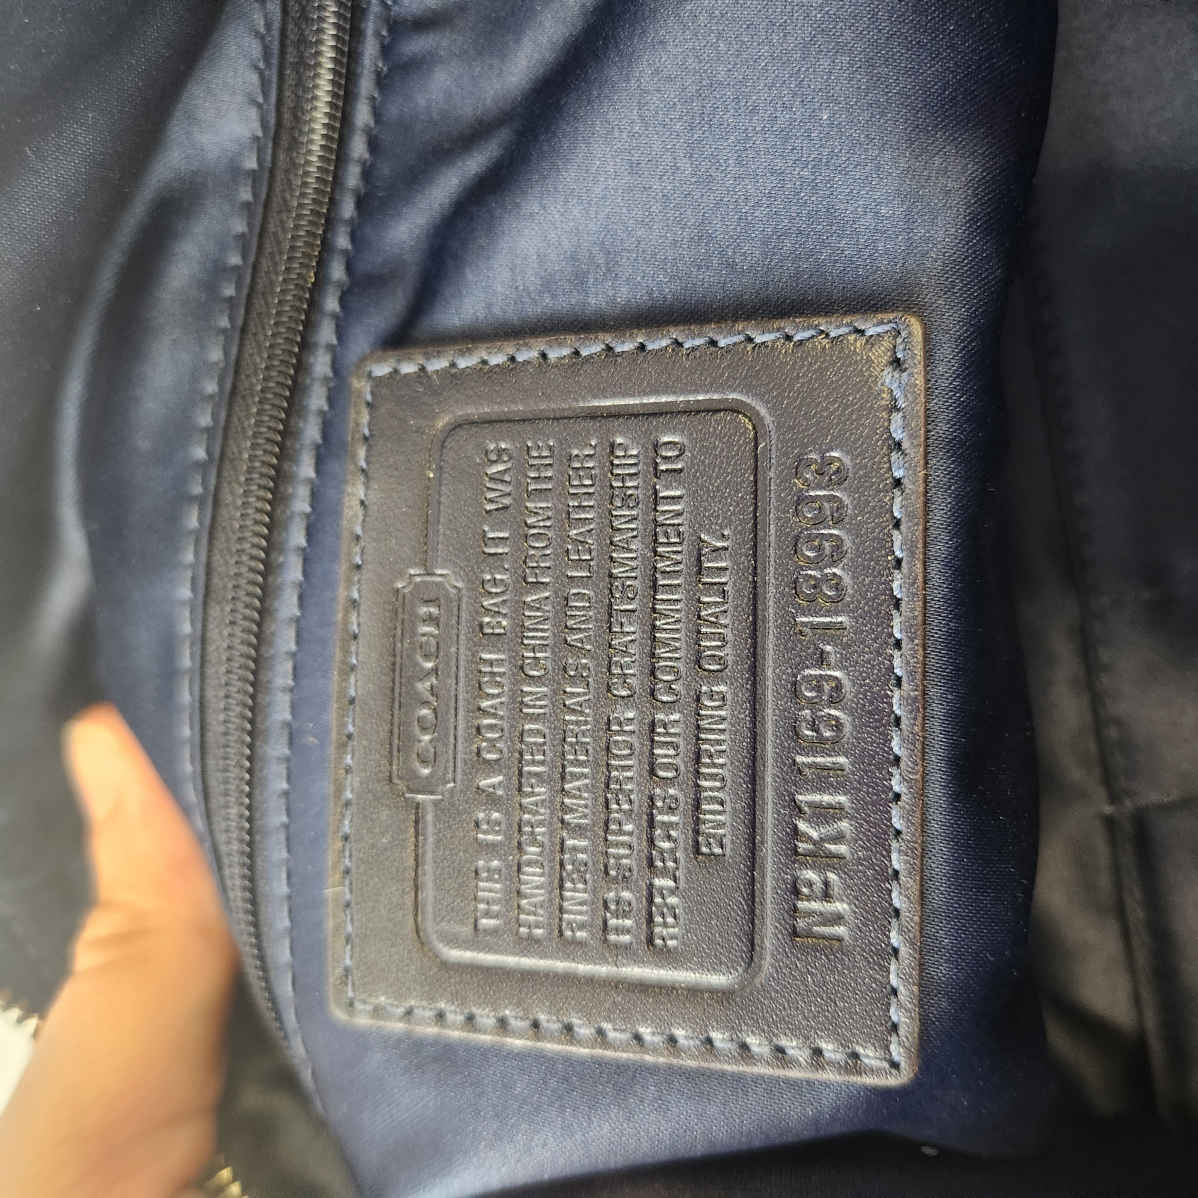 COACH
THIS IS A COACH BAG. IT WAS
HANDCRAFTED IN CHINA FROM THE
FINEST MATERIALS AND LEATHER.
ITS SUPERIOR CRAFTSMANSHIP
REFLECTS OUR COMMITMENT TO
ENDURING QUALITY.
NºK1169-18993